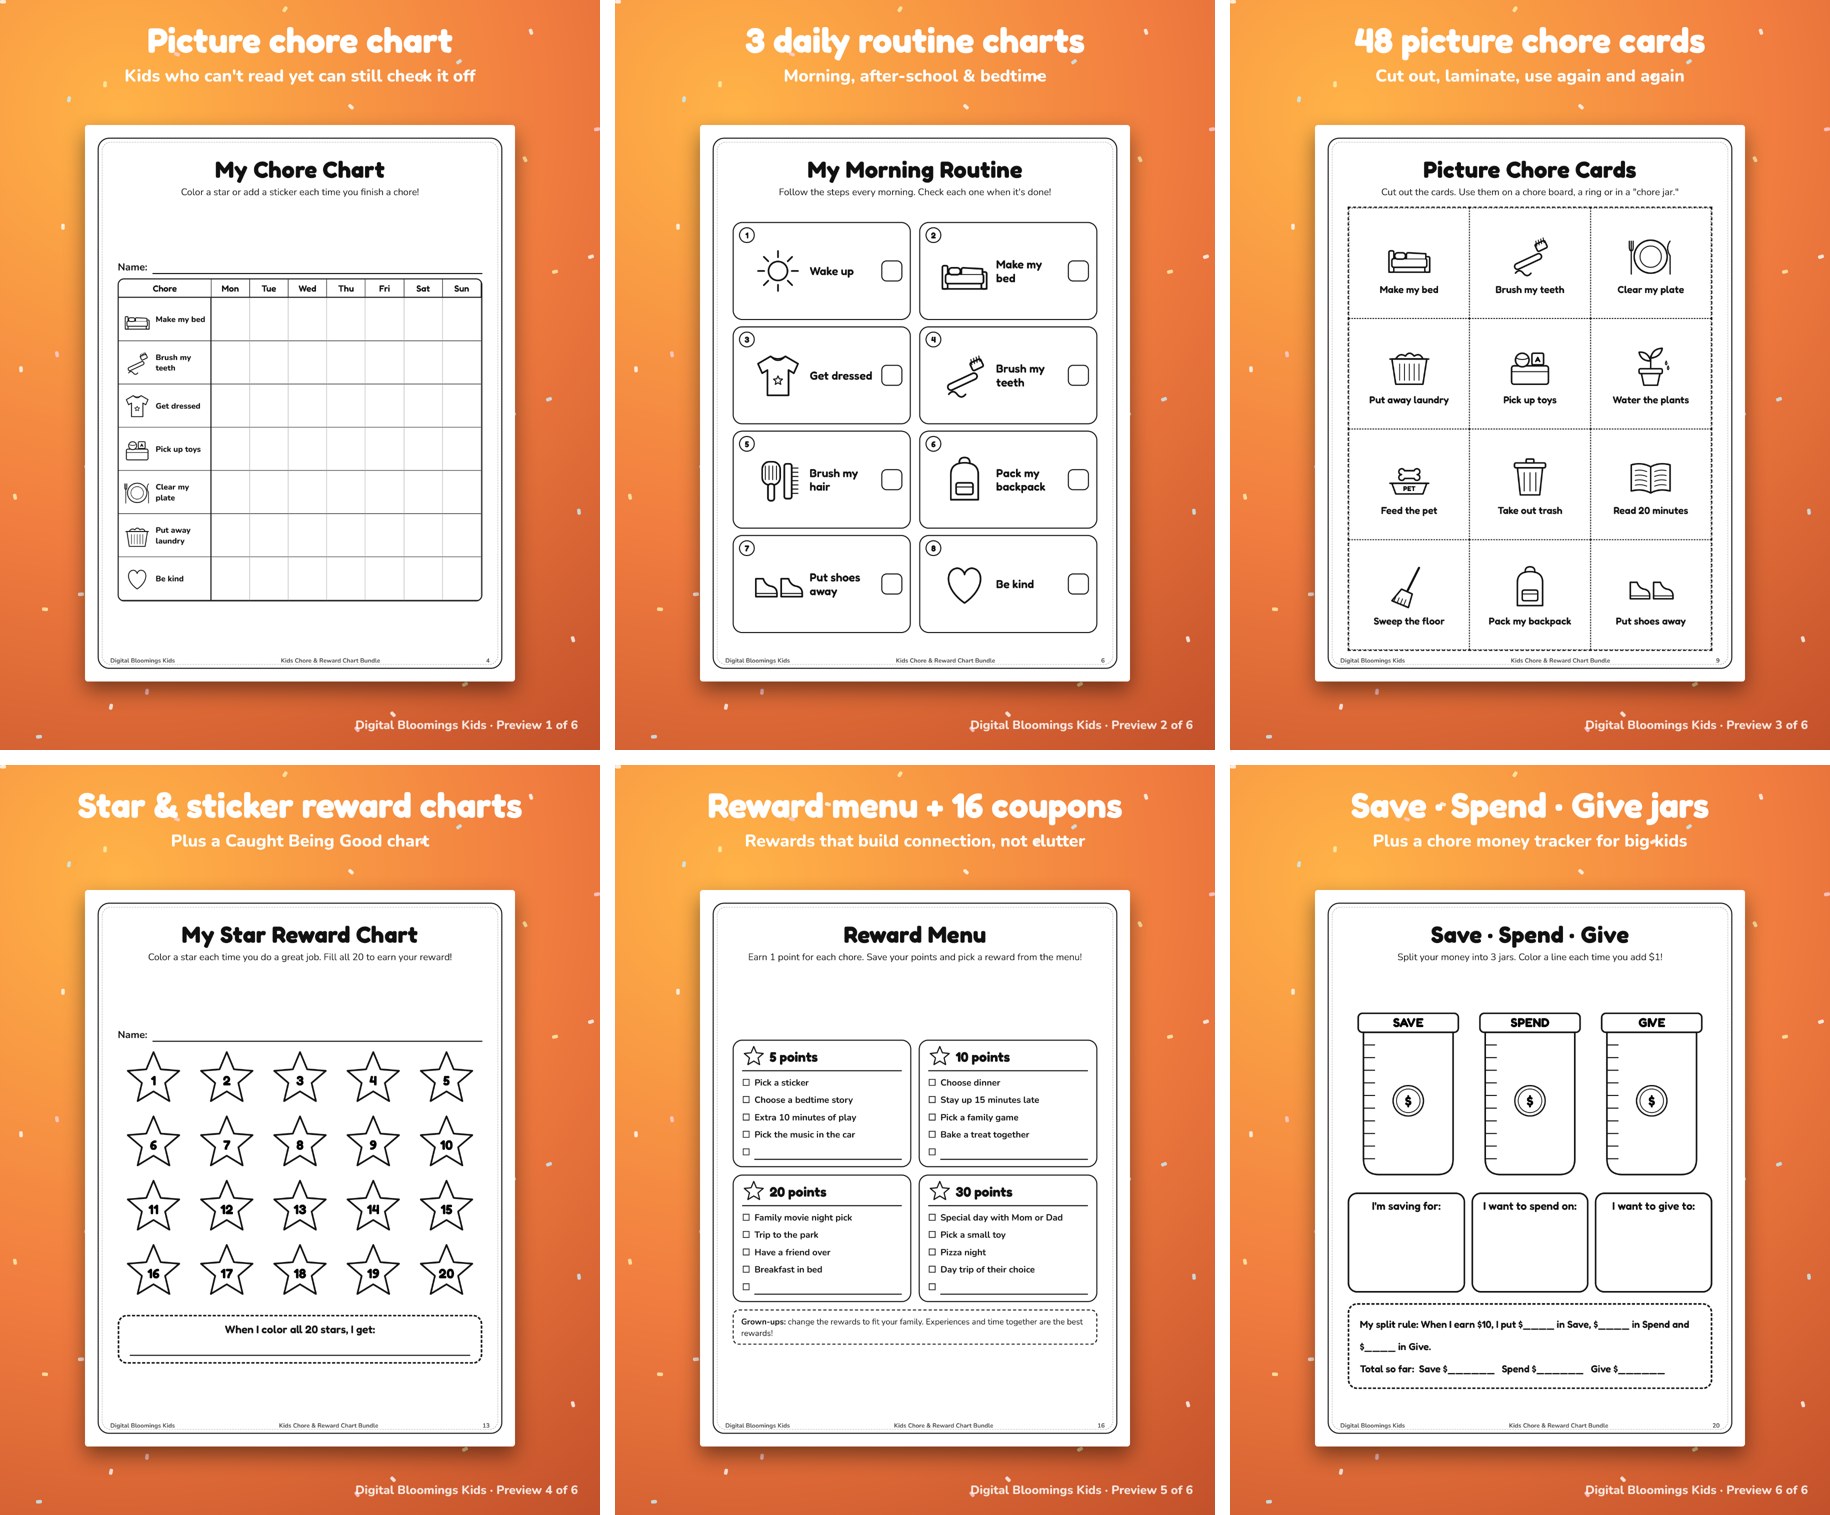 Picture chore chart
Kids who can't read yet can still check it off
My Chore Chart
Color a star or add a sticker each time you finish a chore!
Name:
Chore Mon Tue Wed Thu Fri Sat Sun
Make my bed
Brush my
teeth
Get dressed
Pick up toys
Clear my
plate
Put away
laundry
Be kind
Digital Bloomings Kids Kids Chore & Reward Chart Bundle 4
Digital Bloomings Kids · Preview 1 of 6
3 daily routine charts
Morning, after-school & bedtime
My Morning Routine
Follow the steps every morning. Check each one when it's done!
1
Wake up
2
Make my
bed
3
Get dressed
4
Brush my
teeth
5
Brush my
hair
6
Pack my
backpack
7
Put shoes
away
8
Be kind
Digital Bloomings Kids Kids Chore & Reward Chart Bundle 6
Digital Bloomings Kids · Preview 2 of 6
48 picture chore cards
Cut out, laminate, use again and again
Picture Chore Cards
Cut out the cards. Use them on a chore board, a ring or in a "chore jar."
Make my bed Brush my teeth Clear my plate
A
Put away laundry Pick up toys Water the plants
PET
Feed the pet Take out trash Read 20 minutes
Sweep the floor Pack my backpack Put shoes away
Digital Bloomings Kids Kids Chore & Reward Chart Bundle 9
Digital Bloomings Kids · Preview 3 of 6
Star & sticker reward charts
Plus a Caught Being Good chart
My Star Reward Chart
Color a star each time you do a great job. Fill all 20 to earn your reward!
Name:
1 2 3 4 5
6 7 8 9 10
11 12 13 14 15
16 17 18 19 20
When I color all 20 stars, I get:
Digital Bloomings Kids Kids Chore & Reward Chart Bundle 13
Digital Bloomings Kids · Preview 4 of 6
Reward menu + 16 coupons
Rewards that build connection, not clutter
Reward Menu
Earn 1 point for each chore. Save your points and pick a reward from the menu!
5 points
Pick a sticker
Choose a bedtime story
Extra 10 minutes of play
Pick the music in the car
10 points
Choose dinner
Stay up 15 minutes late
Pick a family game
Bake a treat together
20 points
Family movie night pick
Trip to the park
Have a friend over
Breakfast in bed
30 points
Special day with Mom or Dad
Pick a small toy
Pizza night
Day trip of their choice
Grown-ups: change the rewards to fit your family. Experiences and time together are the best
rewards!
Digital Bloomings Kids Kids Chore & Reward Chart Bundle 16
Digital Bloomings Kids · Preview 5 of 6
Save · Spend · Give jars
Plus a chore money tracker for big kids
Save · Spend · Give
Split your money into 3 jars. Color a line each time you add $1!
SAVE SPEND GIVE
$ $ $
I'm saving for: I want to spend on: I want to give to:
My split rule: When I earn $10, I put $____ in Save, $____ in Spend and
$____ in Give.
Total so far: Save $______ Spend $______ Give $______
Digital Bloomings Kids Kids Chore & Reward Chart Bundle 20
Digital Bloomings Kids · Preview 6 of 6